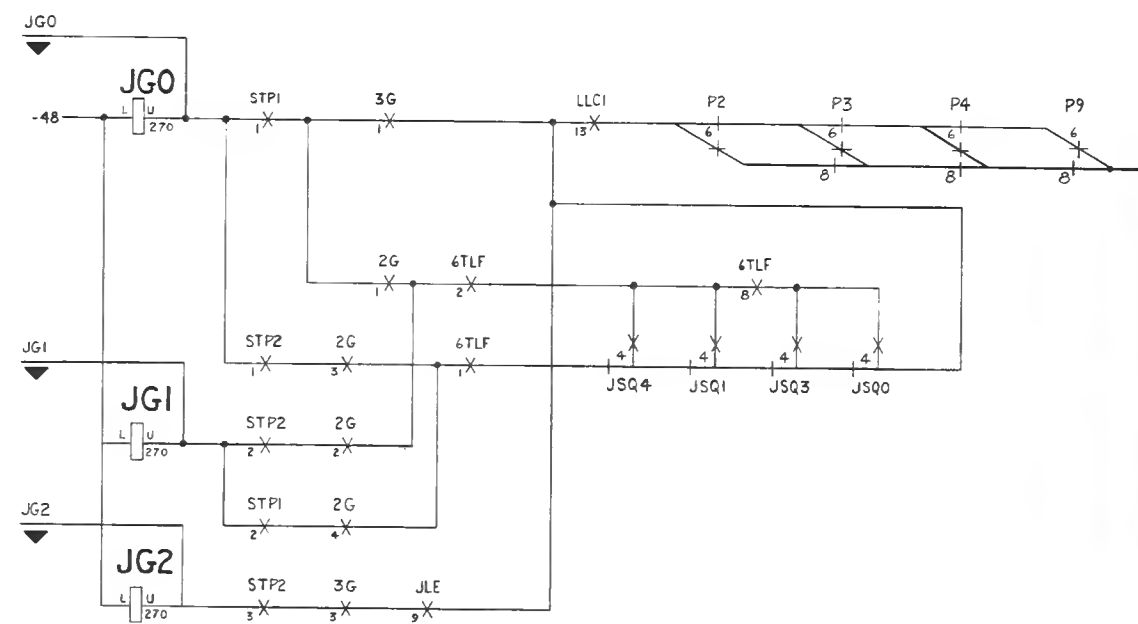 JG0
JG0
-48
L U
270
STP1
1
3G
1
LLC1
13
P2
6
P3
6
8
P4
6
8
P9
6
8
2G
1
6TLF
2
6TLF
8
JG1
STP2
1
2G
3
6TLF
1
4
4
4
4
JSQ4
JSQ1
JSQ3
JSQ0
JG1
L U
270
STP2
2
2G
2
STP1
2
2G
4
JG2
JG2
L U
270
STP2
3
3G
3
JLE
9